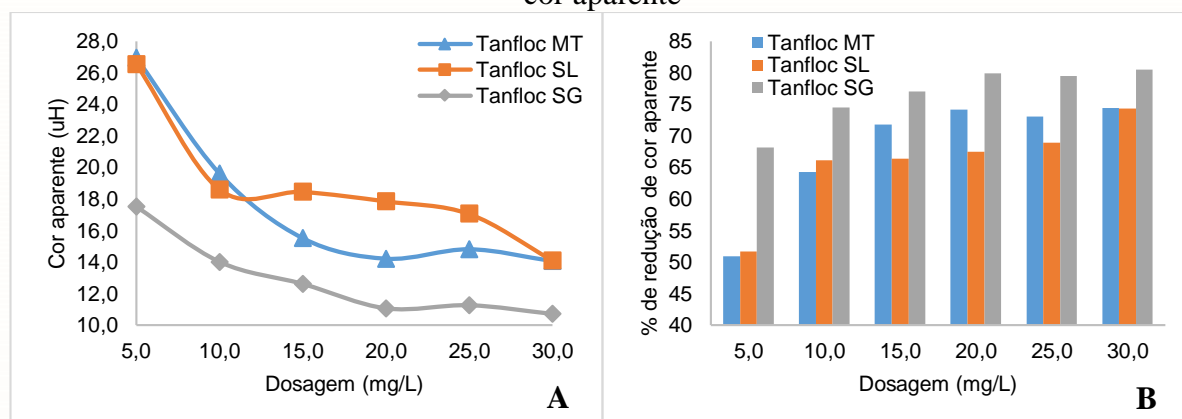 cor aparente
28,0
26,0
24,0
22,0
20,0
18,0
16,0
14,0
12,0
10,0
Cor aparente (uH)
Tanfloc MT
Tanfloc SL
Tanfloc SG
5,0 10,0 15,0 20,0 25,0 30,0
Dosagem (mg/L)
A
85
80
75
70
65
60
55
50
45
40
% de redução de cor aparente
Tanfloc MT
Tanfloc SL
Tanfloc SG
5,0 10,0 15,0 20,0 25,0 30,0
Dosagem (mg/L)
B